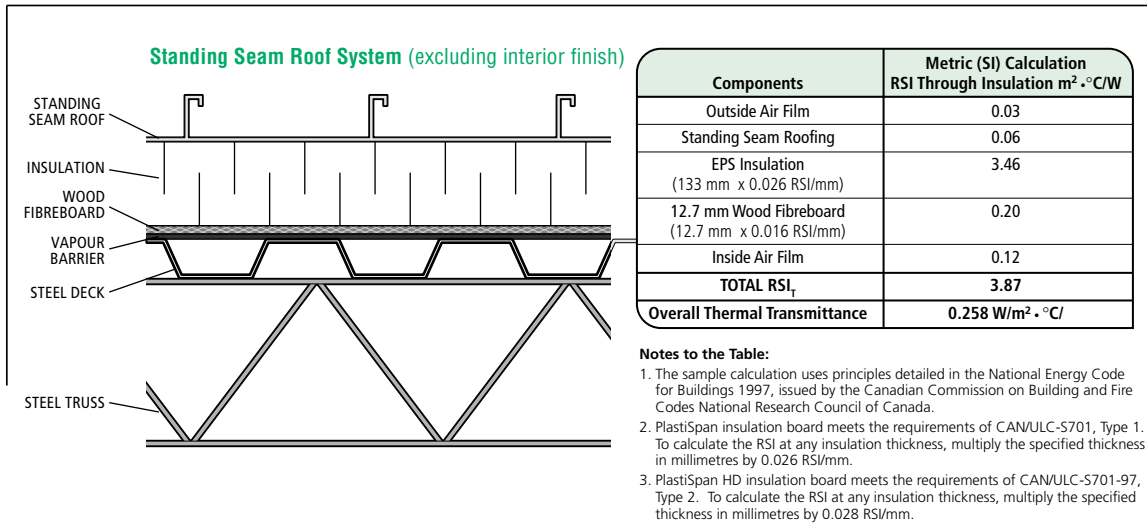 Standing Seam Roof System (excluding interior finish)
STANDING
SEAM ROOF
INSULATION
WOOD
FIBREBOARD
VAPOUR
BARRIER
STEEL DECK
STEEL TRUSS
Components
Metric (SI) Calculation
RSI Through Insulation m² •°C/W
Outside Air Film
0.03
Standing Seam Roofing
0.06
EPS Insulation
(133 mm x 0.026 RSI/mm)
3.46
12.7 mm Wood Fibreboard
(12.7 mm x 0.016 RSI/mm)
0.20
Inside Air Film
0.12
TOTAL RSI_T
3.87
Overall Thermal Transmittance
0.258 W/m² • °C/
Notes to the Table:
1. The sample calculation uses principles detailed in the National Energy Code
for Buildings 1997, issued by the Canadian Commission on Building and Fire
Codes National Research Council of Canada.
2. PlastiSpan insulation board meets the requirements of CAN/ULC-S701, Type 1.
To calculate the RSI at any insulation thickness, multiply the specified thickness
in millimetres by 0.026 RSI/mm.
3. PlastiSpan HD insulation board meets the requirements of CAN/ULC-S701-97,
Type 2. To calculate the RSI at any insulation thickness, multiply the specified
thickness in millimetres by 0.028 RSI/mm.